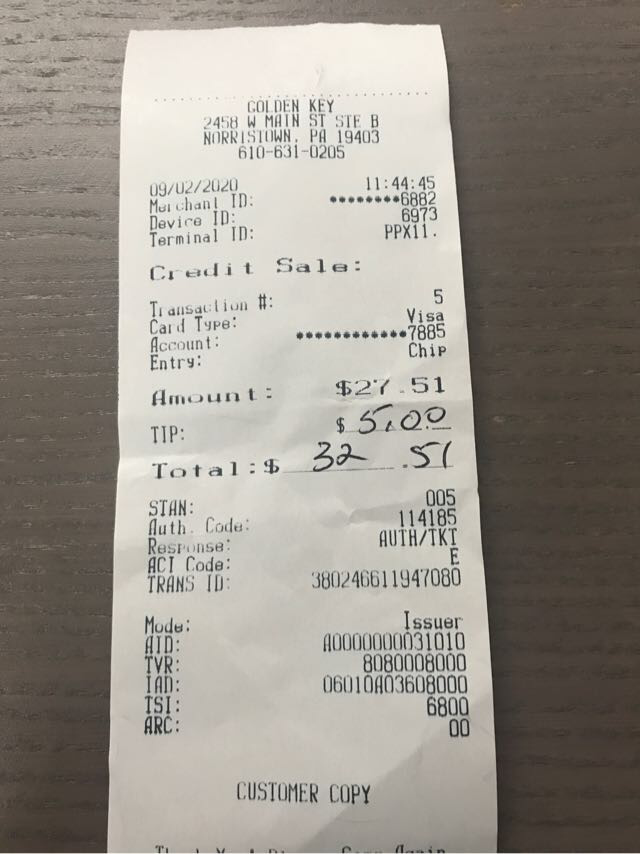 GOLDEN KEY
2458 W MAIN ST STE B
NORRISTOWN, PA 19403
610-631-0205
09/02/2020 11:44:45
Merchant ID: ********6882
Device ID: 6973
Terminal ID: PPX11.
Credit Sale:
Transaction #: 5
Card Type: Visa
Account: ************7885
Entry: Chip
Amount: $27.51
TIP: $ 5.00
Total:$ 32 .51
STAN: 005
Auth. Code: 114185
Response: AUTH/TKT
ACI Code: E
TRANS ID: 380246611947080
Mode: Issuer
AID: A0000000031010
TVR: 8080008000
IAD: 06010A03608000
TSI: 6800
ARC: 00
CUSTOMER COPY